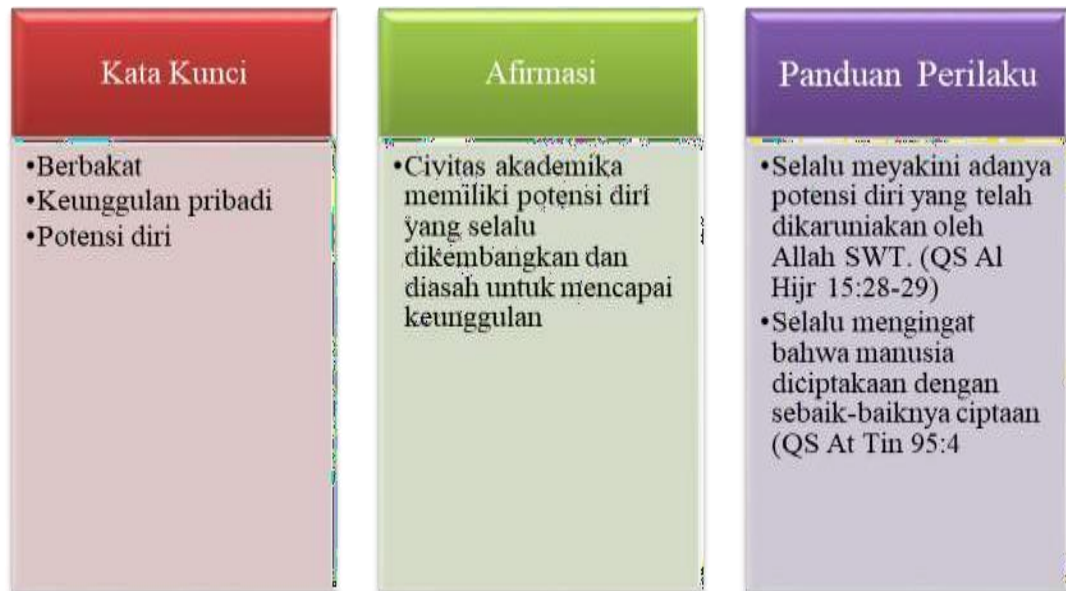 Kata Kunci
•Berbakat
•Keunggulan pribadi
•Potensi diri
Afirmasi
•Civitas akademika
memiliki potensi diri
yang selalu
dikembangkan dan
diasah untuk mencapai
keunggulan
Panduan Perilaku
•Selalu meyakini adanya
potensi diri yang telah
dikaruniakan oleh
Allah SWT. (QS Al
Hijr 15:28-29)
•Selalu mengingat
bahwa manusia
diciptakaan dengan
sebaik-baiknya ciptaan
(QS At Tin 95:4